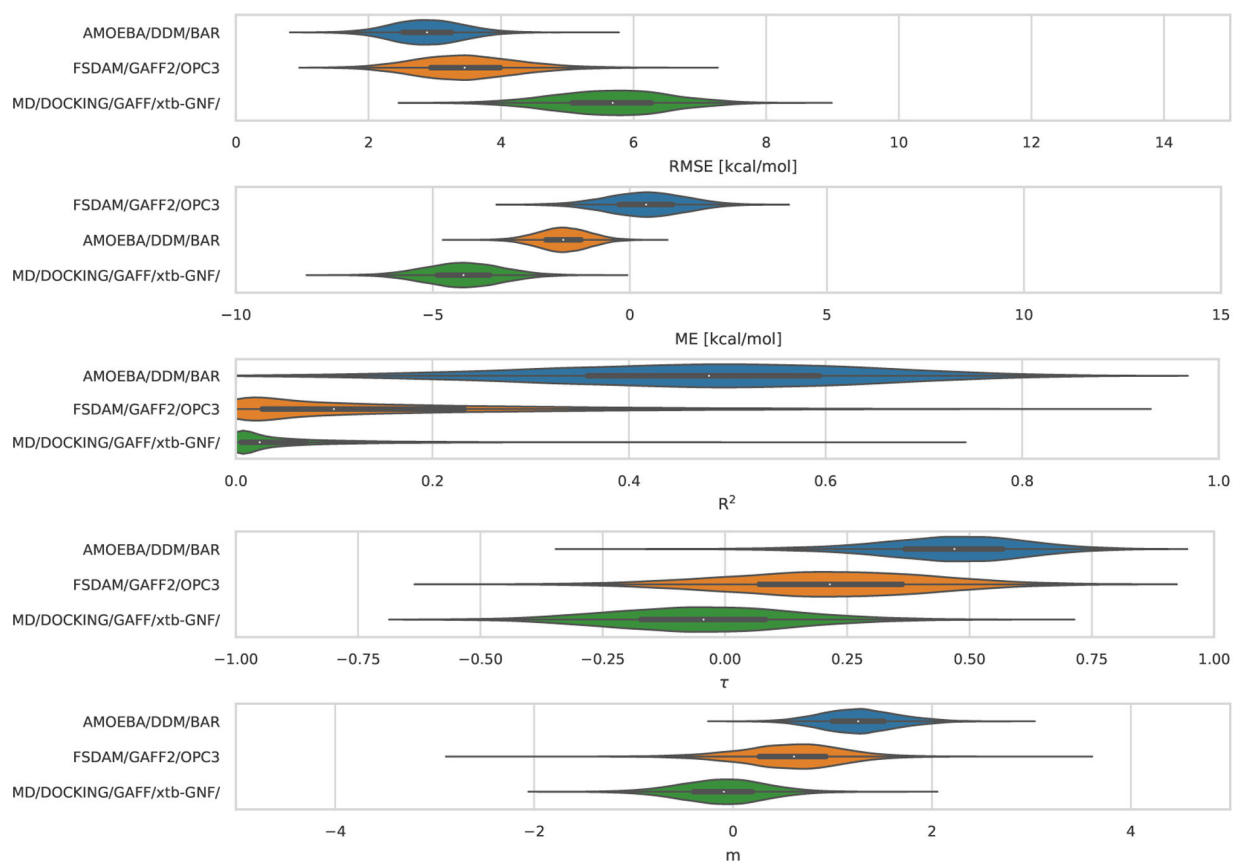 AMOEBA/DDM/BAR
FSDAM/GAFF2/OPC3
MD/DOCKING/GAFF/xtb-GNF/
0 2 4 6 8 10 12 14
RMSE [kcal/mol]
FSDAM/GAFF2/OPC3
AMOEBA/DDM/BAR
MD/DOCKING/GAFF/xtb-GNF/
−10 −5 0 5 10 15
ME [kcal/mol]
AMOEBA/DDM/BAR
FSDAM/GAFF2/OPC3
MD/DOCKING/GAFF/xtb-GNF/
0.0 0.2 0.4 0.6 0.8 1.0
R²
AMOEBA/DDM/BAR
FSDAM/GAFF2/OPC3
MD/DOCKING/GAFF/xtb-GNF/
−1.00 −0.75 −0.50 −0.25 0.00 0.25 0.50 0.75 1.00
τ
AMOEBA/DDM/BAR
FSDAM/GAFF2/OPC3
MD/DOCKING/GAFF/xtb-GNF/
−4 −2 0 2 4
m